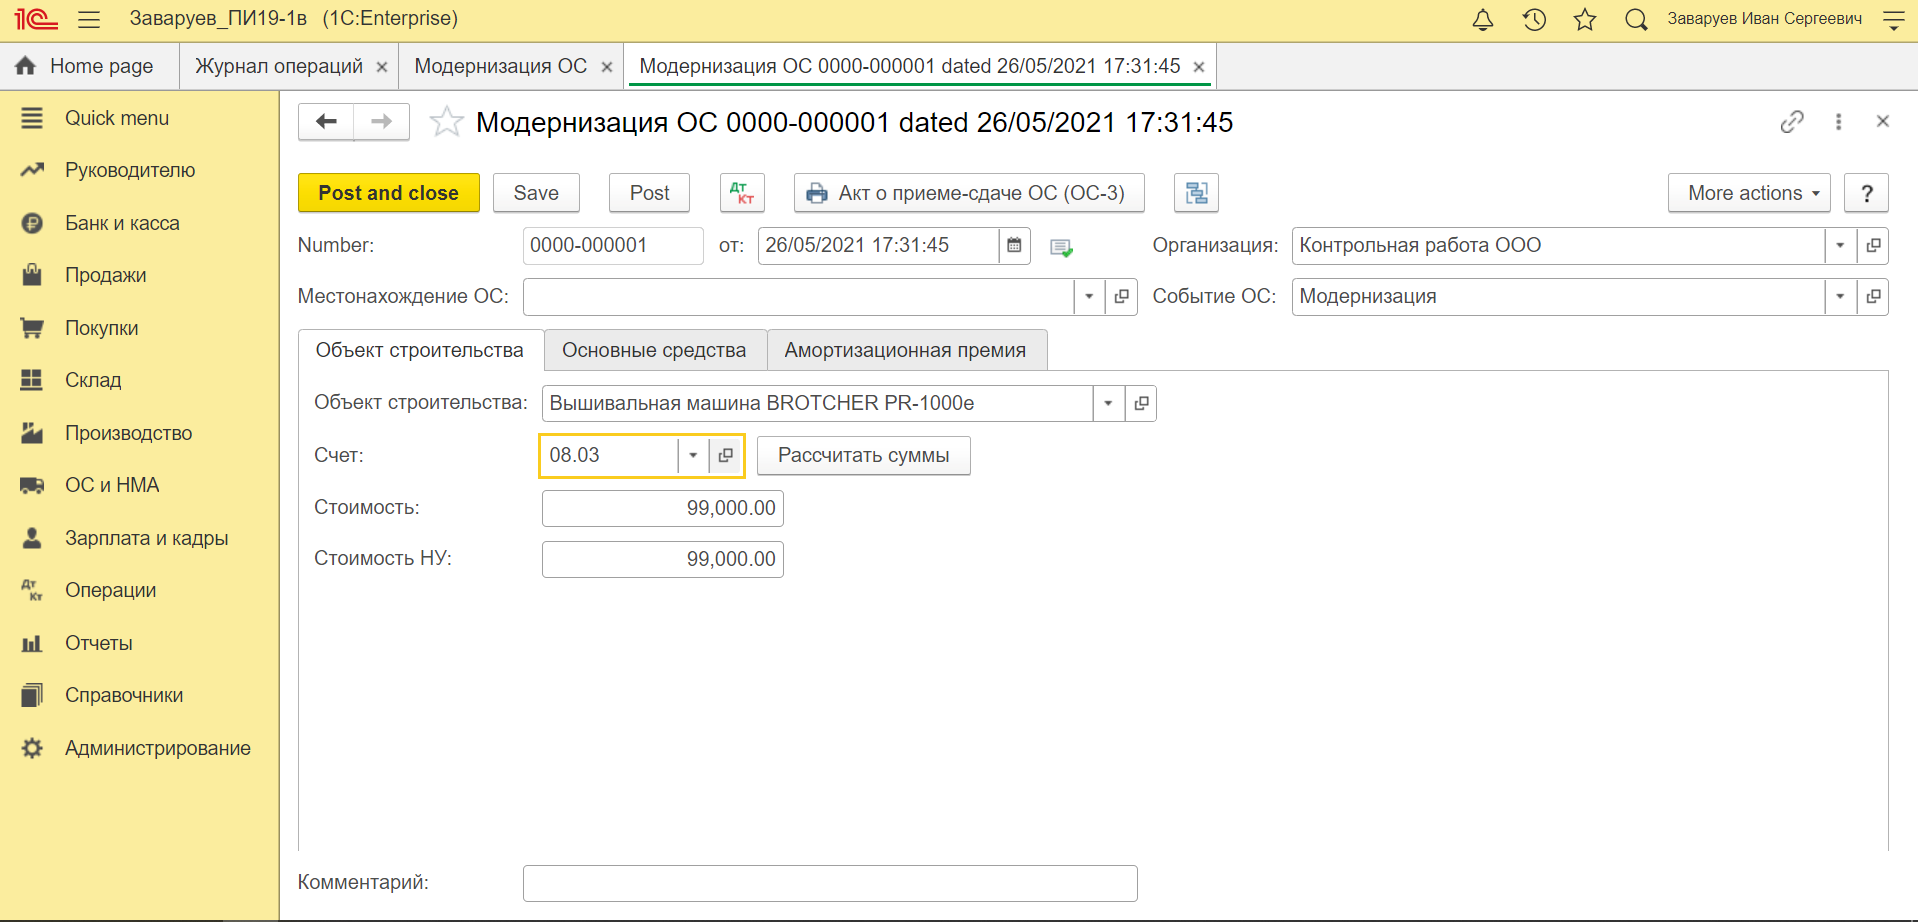 1С Заваруев_ПИ19-1в (1C:Enterprise) Заваруев Иван Сергеевич
Home page Журнал операций × Модернизация ОС × Модернизация ОС 0000-000001 dated 26/05/2021 17:31:45 ×
Quick menu
Руководителю
Банк и касса
Продажи
Покупки
Склад
Производство
ОС и НМА
Зарплата и кадры
Дт Кт Операции
Отчеты
Справочники
Администрирование
Модернизация ОС 0000-000001 dated 26/05/2021 17:31:45
Post and close Save Post Дт Кт Акт о приеме-сдаче ОС (ОС-3) More actions ?
Number: 0000-000001 от: 26/05/2021 17:31:45 Организация: Контрольная работа ООО
Местонахождение ОС: Событие ОС: Модернизация
Объект строительства Основные средства Амортизационная премия
Объект строительства: Вышивальная машина BROTCHER PR-1000e
Счет: 08.03 Рассчитать суммы
Стоимость: 99,000.00
Стоимость НУ: 99,000.00
Комментарий: